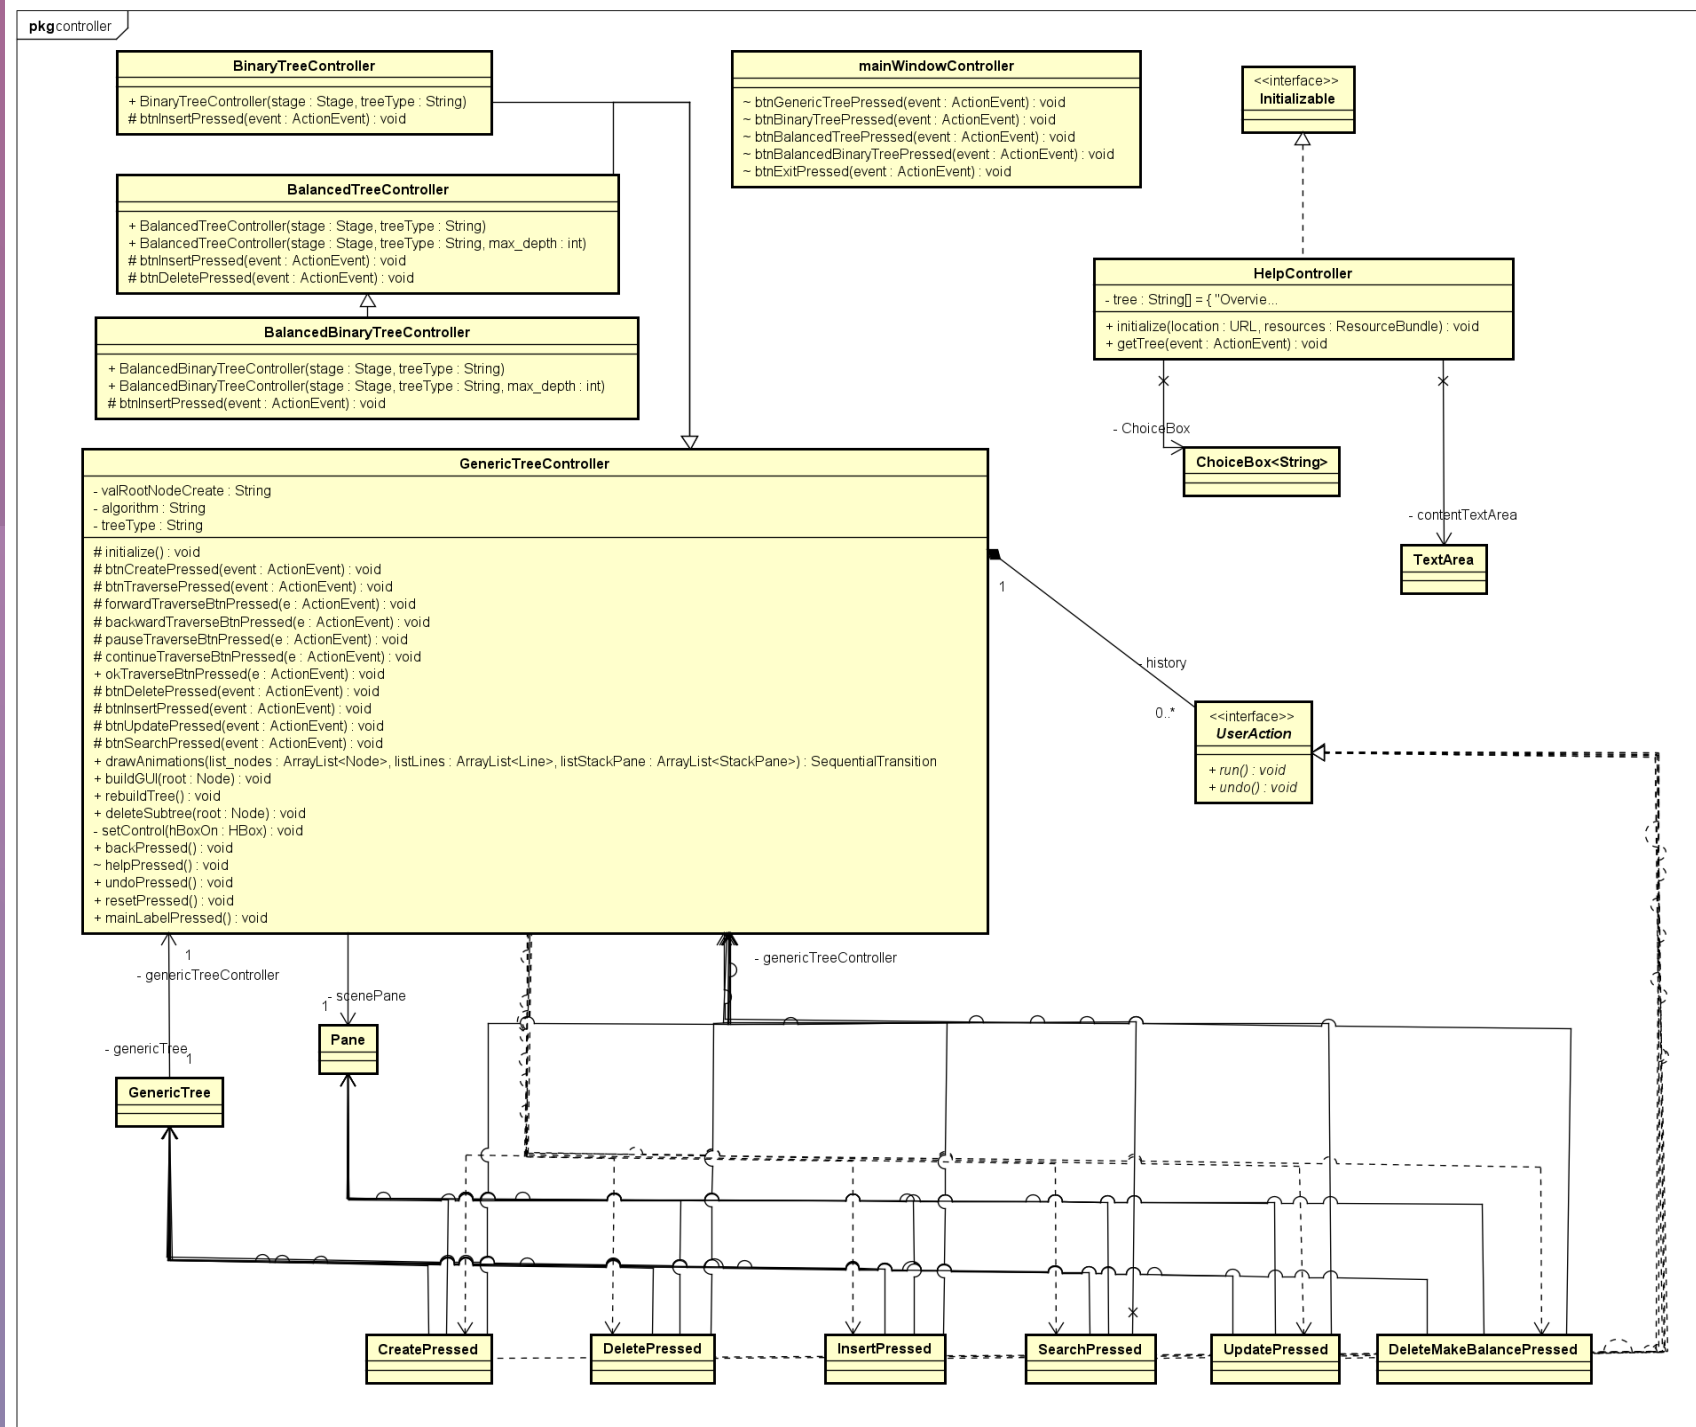 pkg controller
BinaryTreeController
+ BinaryTreeController(stage : Stage, treeType : String)
# btnInsertPressed(event : ActionEvent) : void
mainWindowController
~ btnGenericTreePressed(event : ActionEvent) : void
~ btnBinaryTreePressed(event : ActionEvent) : void
~ btnBalancedTreePressed(event : ActionEvent) : void
~ btnBalancedBinaryTreePressed(event : ActionEvent) : void
~ btnExitPressed(event : ActionEvent) : void
<<interface>>
Initializable
BalancedTreeController
+ BalancedTreeController(stage : Stage, treeType : String)
+ BalancedTreeController(stage : Stage, treeType : String, max_depth : int)
# btnInsertPressed(event : ActionEvent) : void
# btnDeletePressed(event : ActionEvent) : void
HelpController
- tree : String[] = { "Overvie...
+ initialize(location : URL, resources : ResourceBundle) : void
+ getTree(event : ActionEvent) : void
BalancedBinaryTreeController
+ BalancedBinaryTreeController(stage : Stage, treeType : String)
+ BalancedBinaryTreeController(stage : Stage, treeType : String, max_depth : int)
# btnInsertPressed(event : ActionEvent) : void
- ChoiceBox
ChoiceBox<String>
- contentTextArea
TextArea
GenericTreeController
- valRootNodeCreate : String
- algorithm : String
- treeType : String
# initialize() : void
# btnCreatePressed(event : ActionEvent) : void
# btnTraversePressed(event : ActionEvent) : void
# forwardTraverseBtnPressed(e : ActionEvent) : void
# backwardTraverseBtnPressed(e : ActionEvent) : void
# pauseTraverseBtnPressed(e : ActionEvent) : void
# continueTraverseBtnPressed(e : ActionEvent) : void
+ okTraverseBtnPressed(e : ActionEvent) : void
# btnDeletePressed(event : ActionEvent) : void
# btnInsertPressed(event : ActionEvent) : void
# btnUpdatePressed(event : ActionEvent) : void
# btnSearchPressed(event : ActionEvent) : void
+ drawAnimations(list_nodes : ArrayList<Node>, listLines : ArrayList<Line>, listStackPane : ArrayList<StackPane>) : SequentialTransition
+ buildGUI(root : Node) : void
+ rebuildTree() : void
+ deleteSubtree(root : Node) : void
- setControl(hBoxOn : HBox) : void
+ backPressed() : void
~ helpPressed() : void
+ undoPressed() : void
+ resetPressed() : void
+ mainLabelPressed() : void
1
- history
0..*
<<interface>>
UserAction
+ run() : void
+ undo() : void
1
- genericTreeController
- genericTreeController
- scenePane
1
Pane
- genericTree
1
GenericTree
CreatePressed
DeletePressed
InsertPressed
SearchPressed
UpdatePressed
DeleteMakeBalancePressed